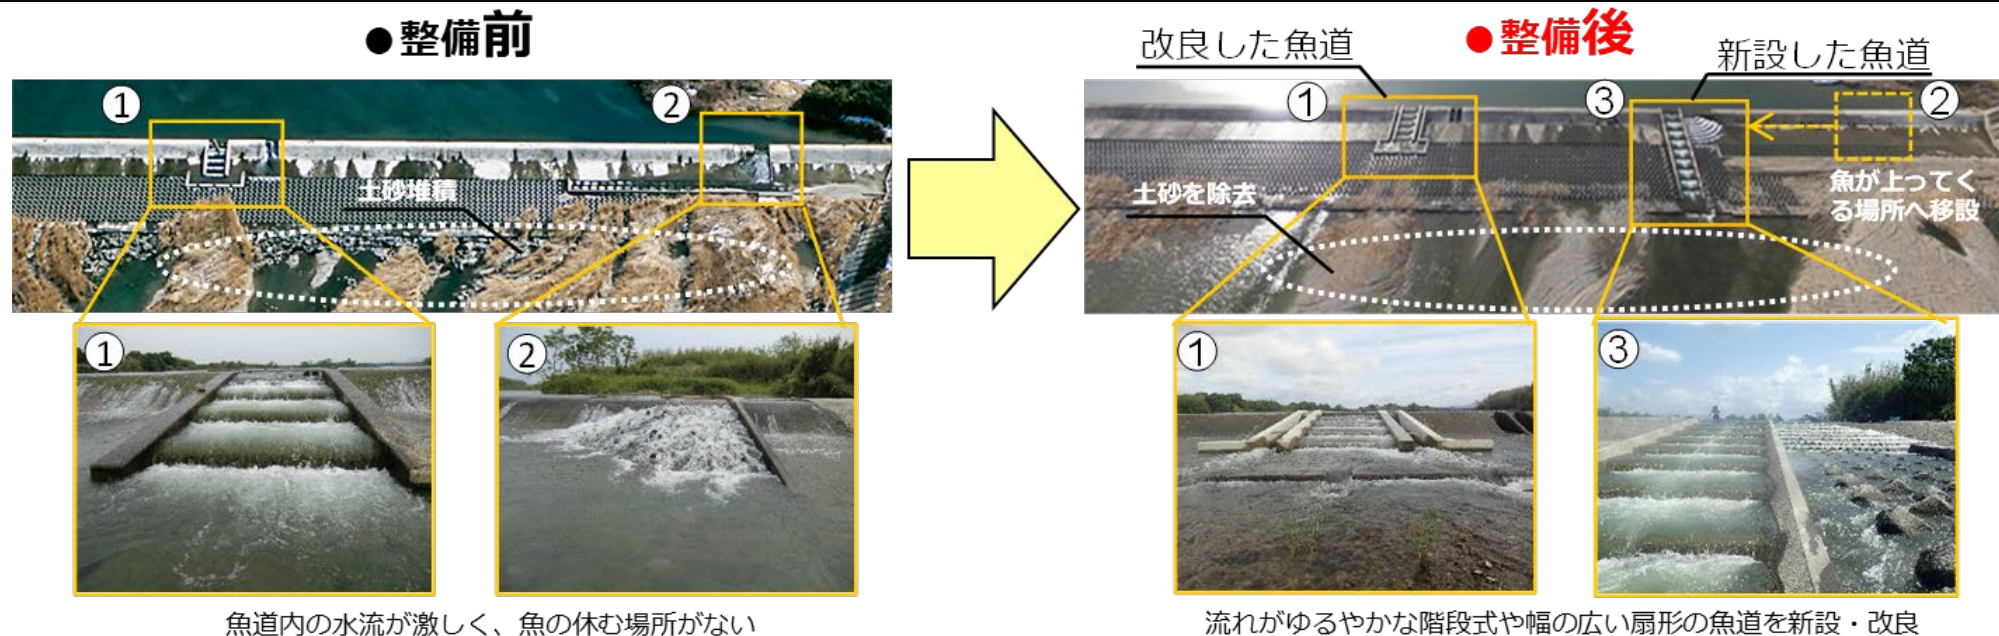 ●整備前
①
②
土砂堆積
①
②
魚道内の水流が激しく、魚の休む場所がない
●整備後
改良した魚道
新設した魚道
①
③
②
土砂を除去
魚が上ってく
る場所へ移設
①
③
流れがゆるやかな階段式や幅の広い扇形の魚道を新設・改良